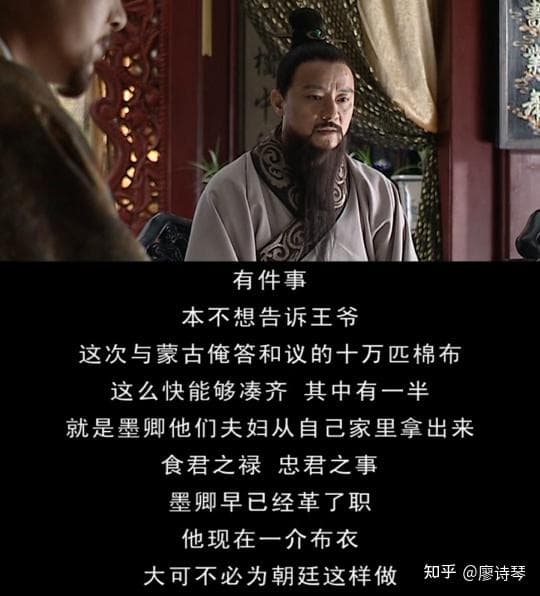 有件事
本不想告诉王爷
这次与蒙古俺答和议的十万匹棉布
这么快能够凑齐 其中有一半
就是墨卿他们夫妇从自己家里拿出来
食君之禄 忠君之事
墨卿早已经革了职
他现在一介布衣
大可不必为朝廷这样做
知乎 @廖诗琴